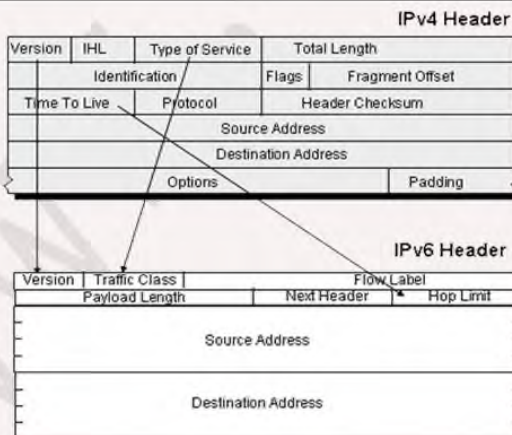 IPv4 Header
Version IHL Type of Service Total Length
Identification Flags Fragment Offset
Time To Live Protocol Header Checksum
Source Address
Destination Address
Options Padding
IPv6 Header
Version Traffic Class Flow Label
Payload Length Next Header Hop Limit
Source Address
Destination Address